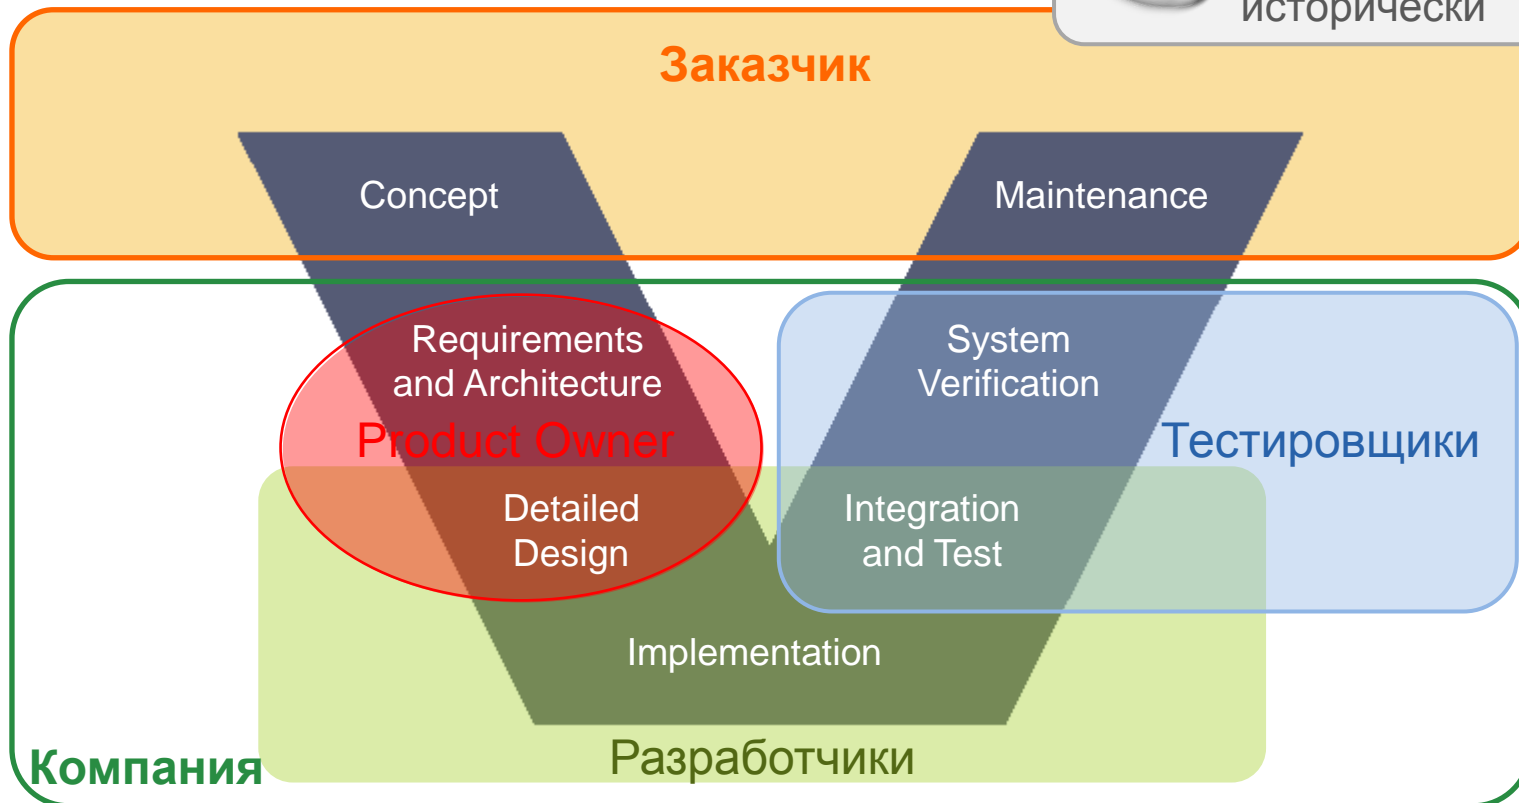 исторически
Заказчик
Concept
Maintenance
Requirements
and Architecture
System
Verification
Product Owner
Тестировщики
Detailed
Design
Integration
and Test
Implementation
Разработчики
Компания